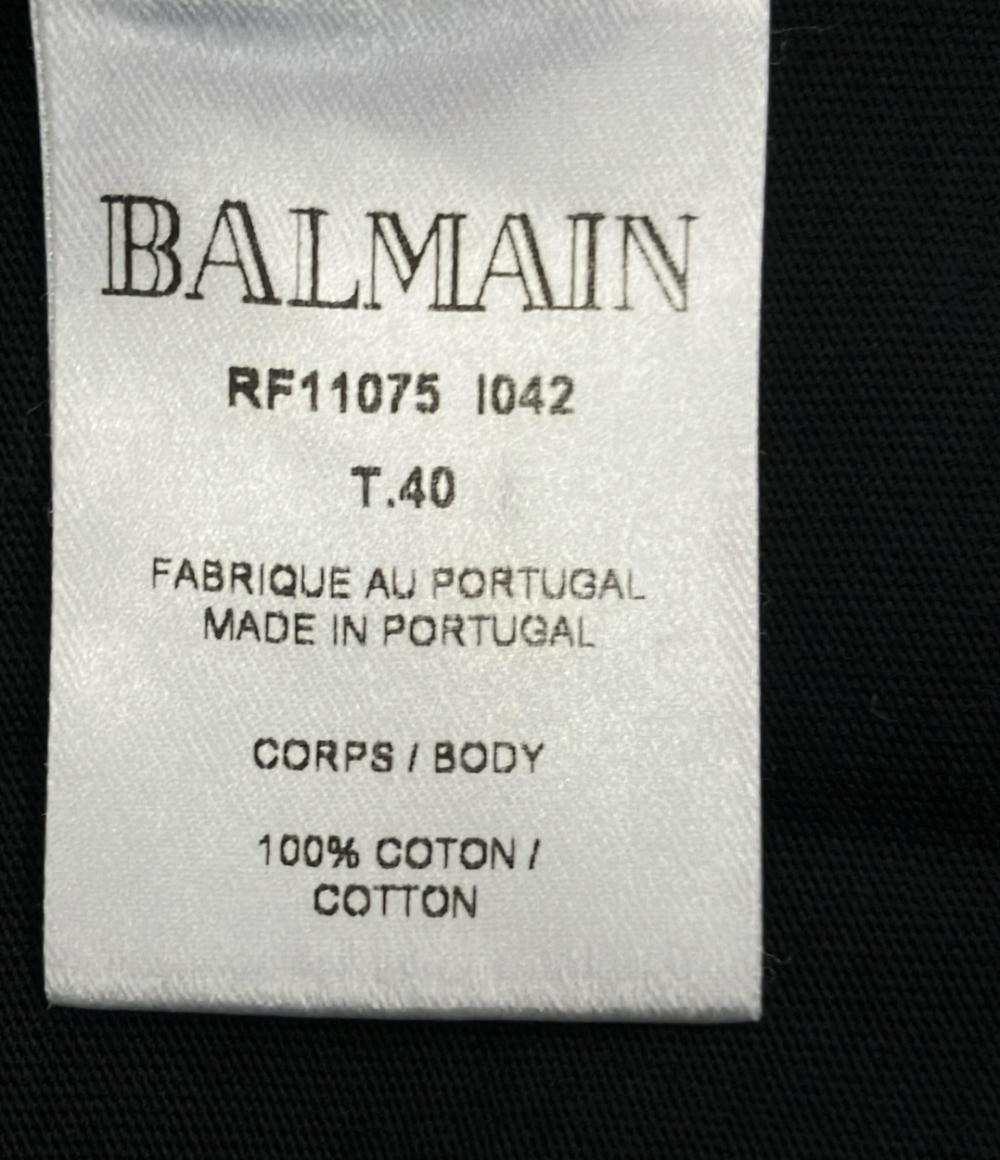 BALMAIN
RF11075 I042
T.40
FABRIQUE AU PORTUGAL
MADE IN PORTUGAL
CORPS / BODY
100% COTON /
COTTON